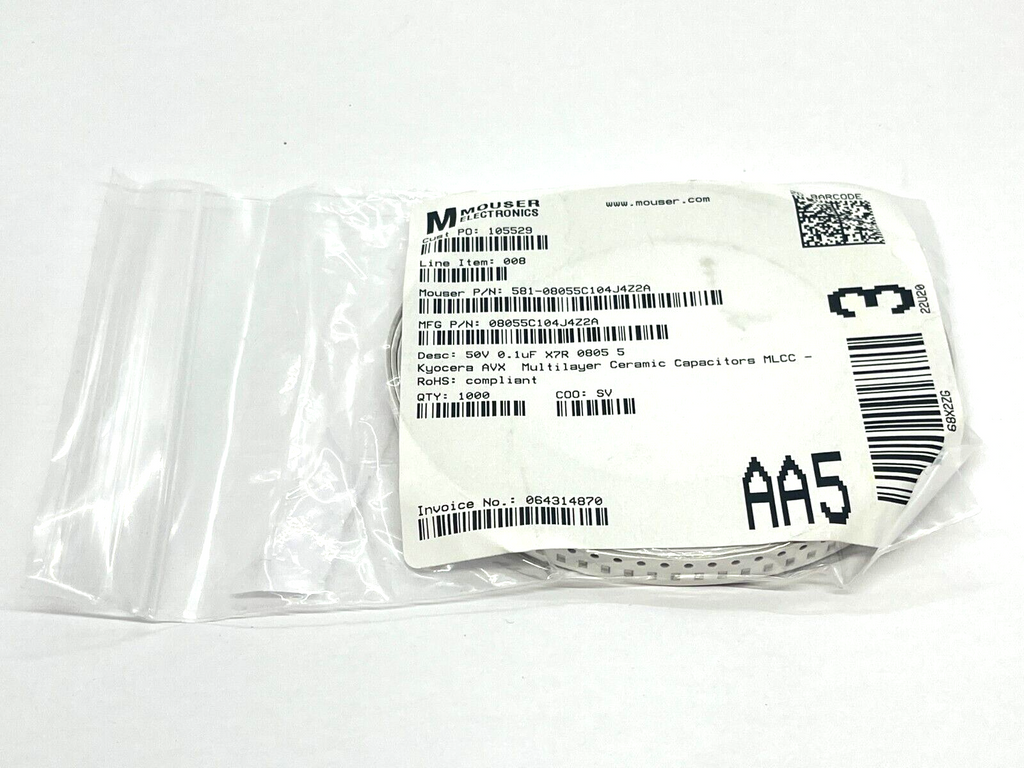 M MOUSER
ELECTRONICS
www.mouser.com
BARCODE
Cust PO: 105529
Line Item: 008
Mouser P/N: 581-08055C104J4Z2A
MFG P/N: 08055C104J4Z2A
Desc: 50V 0.1uF X7R 0805 5
Kyocera AVX Multilayer Ceramic Capacitors MLCC -
RoHS: compliant
QTY: 1000 COO: SV
Invoice No.: 064314870
AA5
3
22U20
68X2ZG